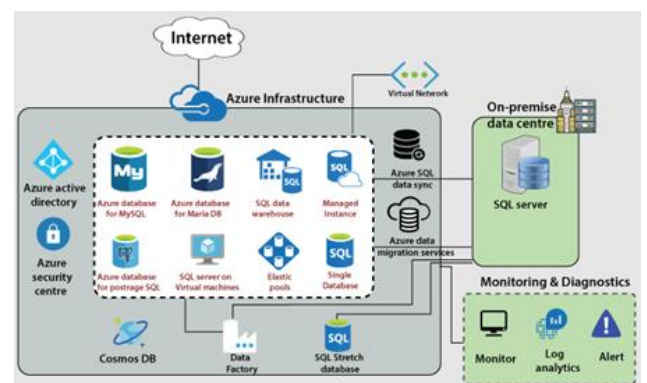 Internet
Azure Infrastructure
Virtual Network
On-premise
data centre
Azure active
directory
Azure
security
centre
My
Azure database
for MySQL
Azure database
for Maria DB
SQL
SQL data
warehouse
SQL
Managed
Instance
Azure database
for postrage SQL
SQL server on
Virtual machines
Elastic
pools
SQL
Single
Database
Azure SQL
data sync
Azure data
migration services
SQL server
Cosmos DB
Data
Factory
SQL
SQL Stretch
database
Monitoring & Diagnostics
Monitor
Log
analytics
Alert